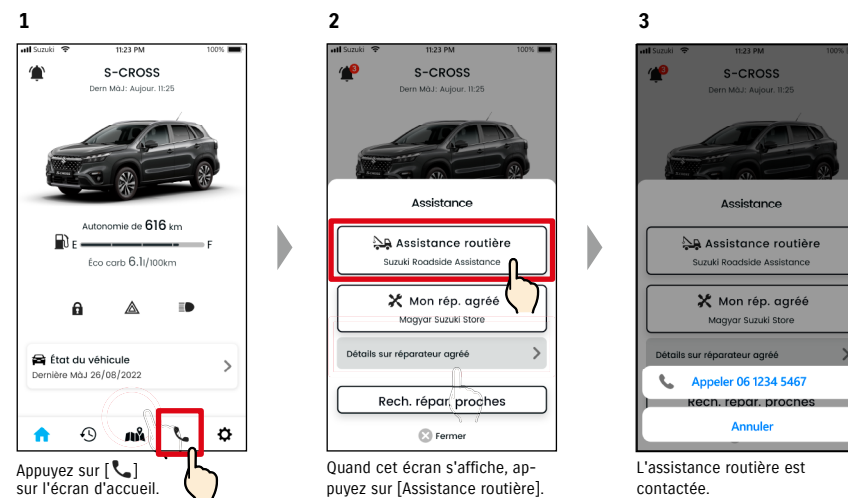 1
Suzuki 11:23 PM 100%
S-CROSS
Dern MàJ: Aujour. 11:25
Autonomie de 616 km
E F
Éco carb 6.1l/100km
État du véhicule
Dernière MàJ 26/08/2022
Appuyez sur [ ]
sur l'écran d'accueil.
2
Suzuki 11:23 PM 100%
3
S-CROSS
Dern MàJ: Aujour. 11:25
Assistance
Assistance routière
Suzuki Roadside Assistance
Mon rép. agréé
Magyar Suzuki Store
Détails sur réparateur agréé
Rech. répar. proches
Fermer
Quand cet écran s'affiche, ap-
puyez sur [Assistance routière].
3
Suzuki 11:23 PM 100%
3
S-CROSS
Dern MàJ: Aujour. 11:25
Assistance
Assistance routière
Suzuki Roadside Assistance
Mon rép. agréé
Magyar Suzuki Store
Détails sur réparateur agréé
Appeler 06 1234 5467
Rech. répar. proches
Annuler
L'assistance routière est
contactée.